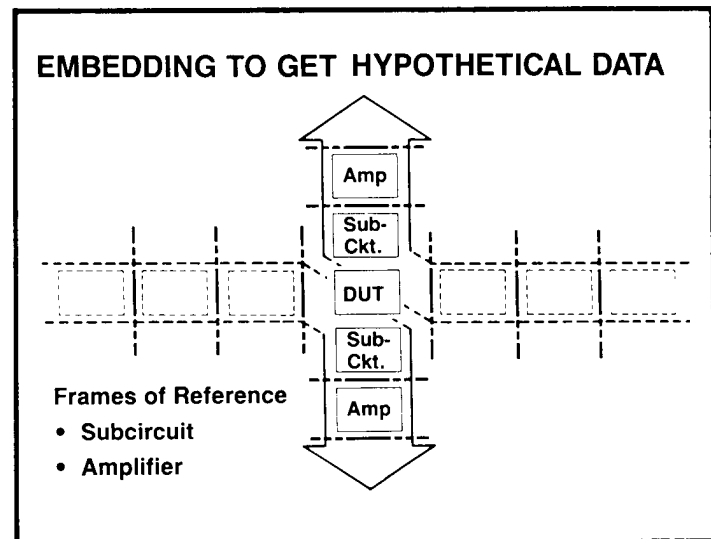 EMBEDDING TO GET HYPOTHETICAL DATA
Amp
Sub-
Ckt.
DUT
Sub-
Ckt.
Amp
Frames of Reference
• Subcircuit
• Amplifier